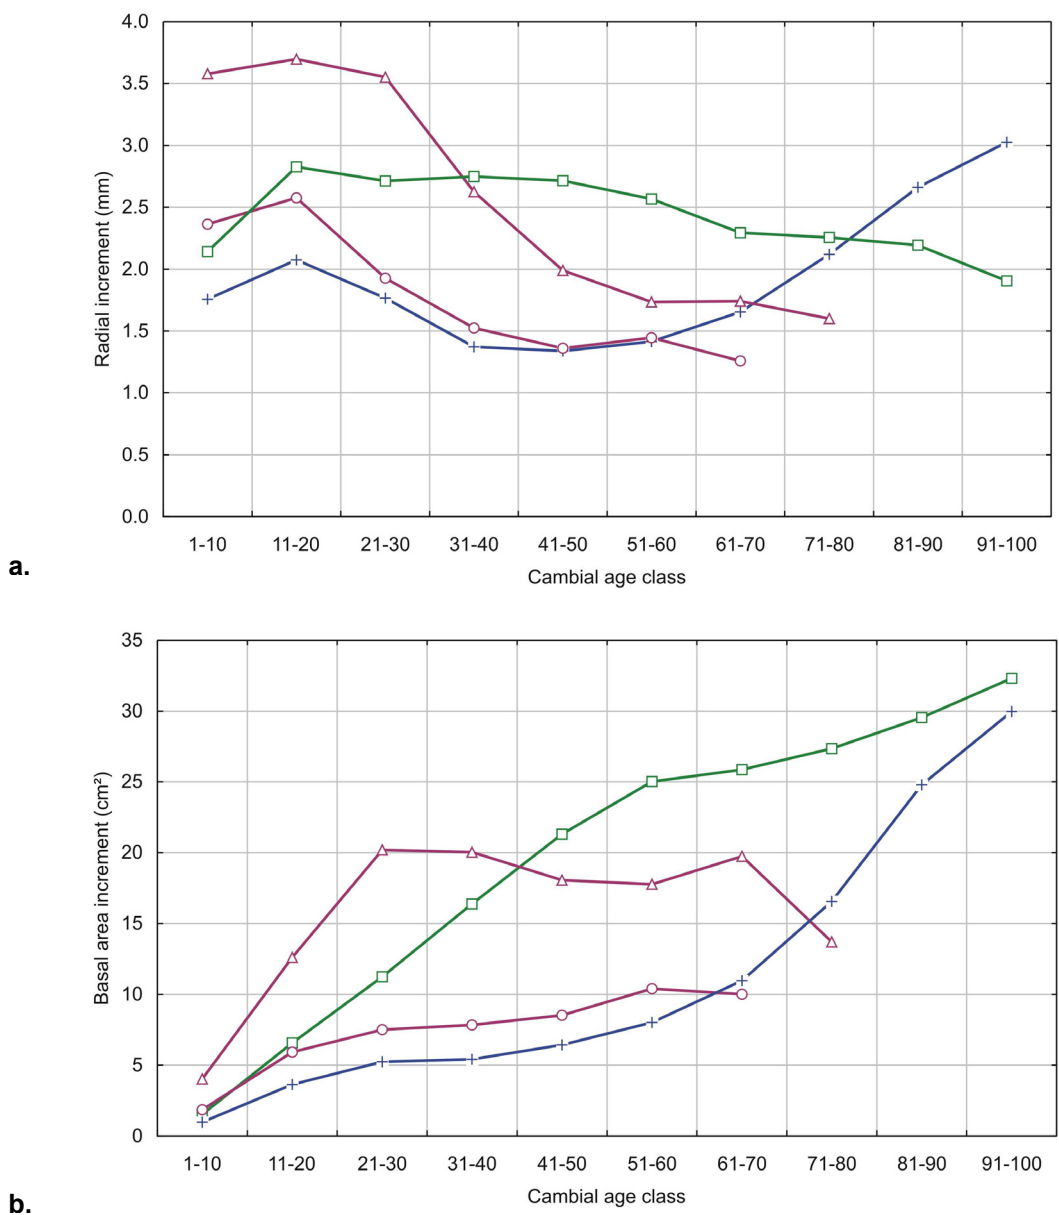 4.0
3.5
3.0
2.5
2.0
1.5
1.0
0.5
0.0
Radial increment (mm)
1-10 11-20 21-30 31-40 41-50 51-60 61-70 71-80 81-90 91-100
Cambial age class
a.
35
30
25
20
15
10
5
0
Basal area increment (cm²)
1-10 11-20 21-30 31-40 41-50 51-60 61-70 71-80 81-90 91-100
Cambial age class
b.